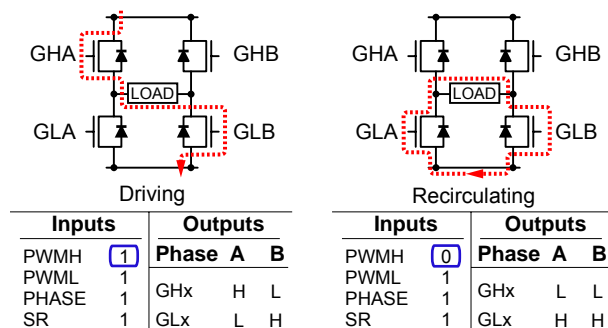 GHA GHB GHA GHB
LOAD LOAD
GLA GLB GLA GLB
Driving Recirculating
Inputs Outputs Inputs Outputs
PWMH 1 Phase A B PWMH 0 Phase A B
PWML 1 PWML 1
PHASE 1 GHx H L PHASE 1 GHx L L
SR 1 GLx L H SR 1 GLx H H